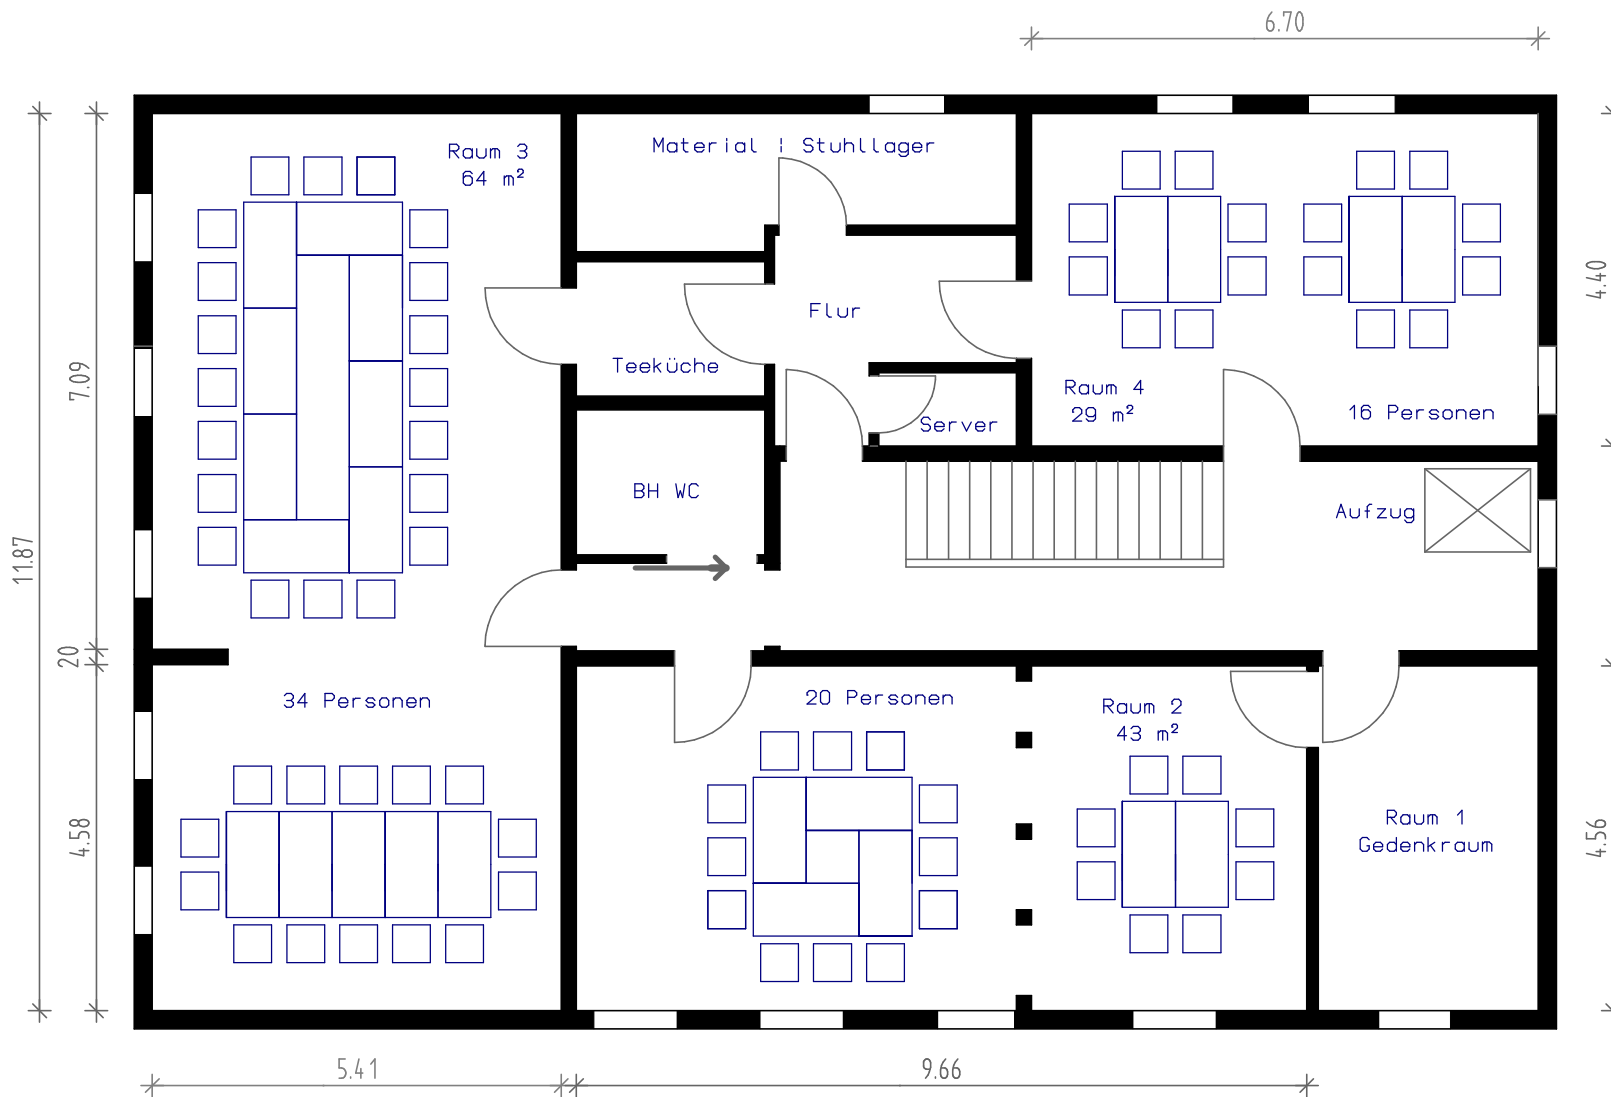 6.70
Material | Stuhllager
Raum 3
64 m²
Flur
4.40
Teeküche
7.09
Raum 4
29 m²
16 Personen
Server
BH WC
Aufzug
11.87
20
34 Personen
20 Personen
Raum 2
43 m²
4.58
Raum 1
Gedenkraum
4.56
5.41
9.66